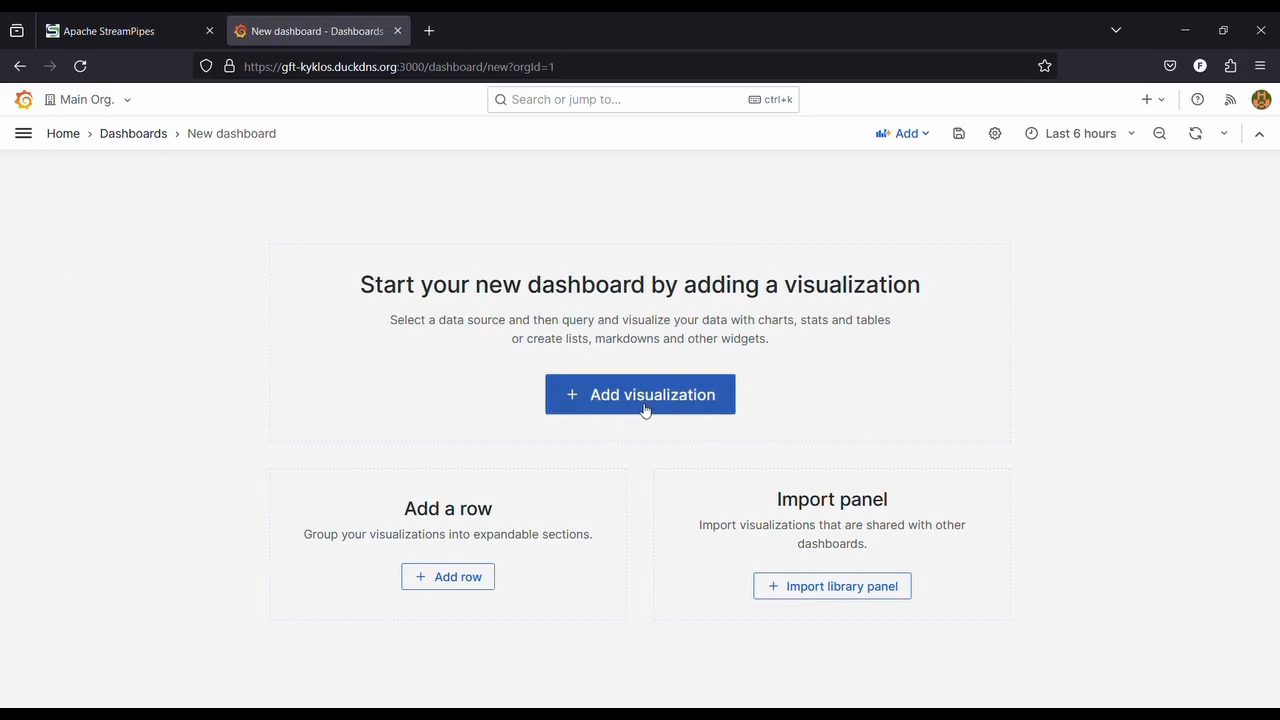 Apache StreamPipes
New dashboard - Dashboards
https://gft-kyklos.duckdns.org:3000/dashboard/new?orgId=1
Main Org.
Search or jump to...
ctrl+k
Home › Dashboards › New dashboard
Add
Last 6 hours
Start your new dashboard by adding a visualization
Select a data source and then query and visualize your data with charts, stats and tables
or create lists, markdowns and other widgets.
+ Add visualization
Add a row
Group your visualizations into expandable sections.
+ Add row
Import panel
Import visualizations that are shared with other
dashboards.
+ Import library panel